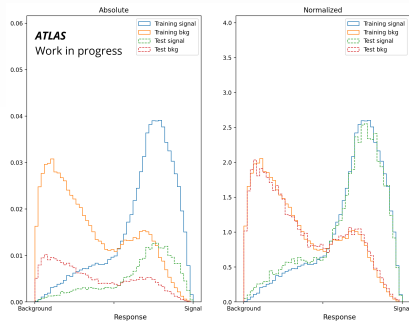 Absolute
0.06
0.05
0.04
0.03
0.02
0.01
0.00
ATLAS
Work in progress
Training signal
Training bkg
Test signal
Test bkg
Background
Signal
Response
Normalized
4.0
3.5
3.0
2.5
2.0
1.5
1.0
0.5
0.0
Training signal
Training bkg
Test signal
Test bkg
Background
Signal
Response